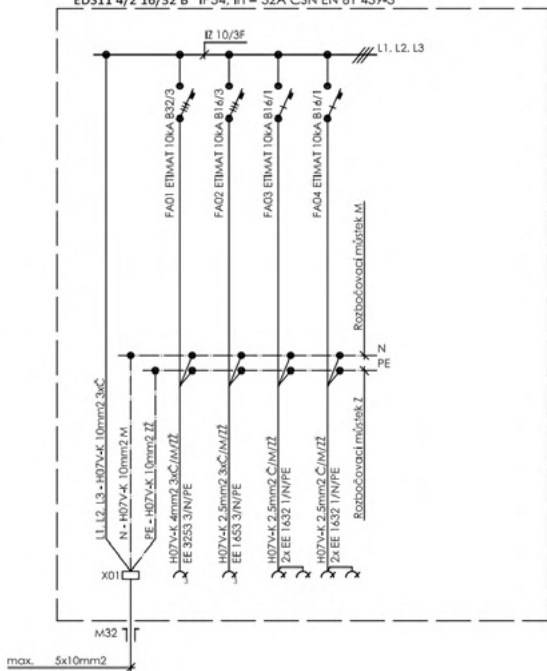 EDS11 4/2 16/32 B IP54, In = 32A ČSN EN 61 439-3
IZ 10/3F
L1, L2, L3
FA01 ETIMAT 10kA B32/3
FA02 ETIMAT 10kA B16/3
FA03 ETIMAT 10kA B16/1
FA04 ETIMAT 10kA B16/1
Rozbočovací můstek M
N
PE
Rozbočovací můstek Z
L1, L2, L3 - H07V-K 10mm2 3xČ
N - H07V-K 10mm2 M
PE - H07V-K 10mm2 ZŽ
H07V-K 4mm2 3xČ/M/ZŽ
EE 3253 3/N/PE
H07V-K 2,5mm2 3xČ/M/ZŽ
EE 1653 3/N/PE
H07V-K 2,5mm2 Č/M/ZŽ
2x EE 1632 1/N/PE
H07V-K 2,5mm2 Č/M/ZŽ
2x EE 1632 1/N/PE
X01
3
3
M32
max. 5x10mm2